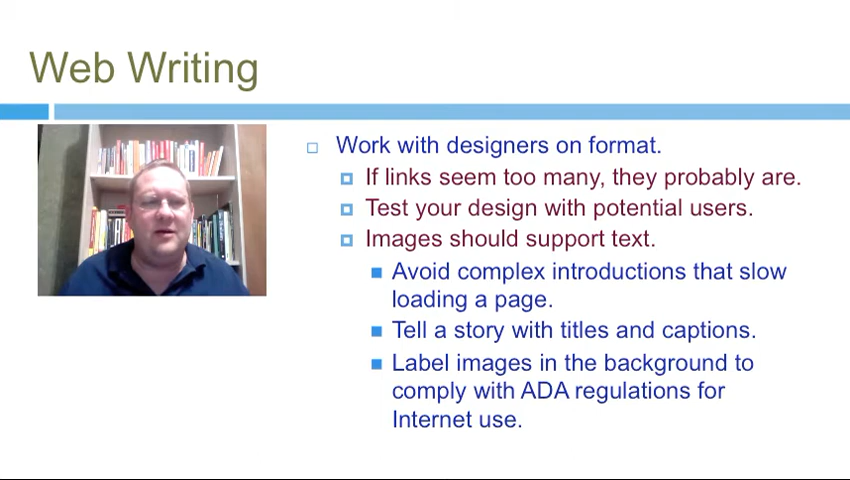 Web Writing
Work with designers on format.
If links seem too many, they probably are.
Test your design with potential users.
Images should support text.
Avoid complex introductions that slow
loading a page.
Tell a story with titles and captions.
Label images in the background to
comply with ADA regulations for
Internet use.